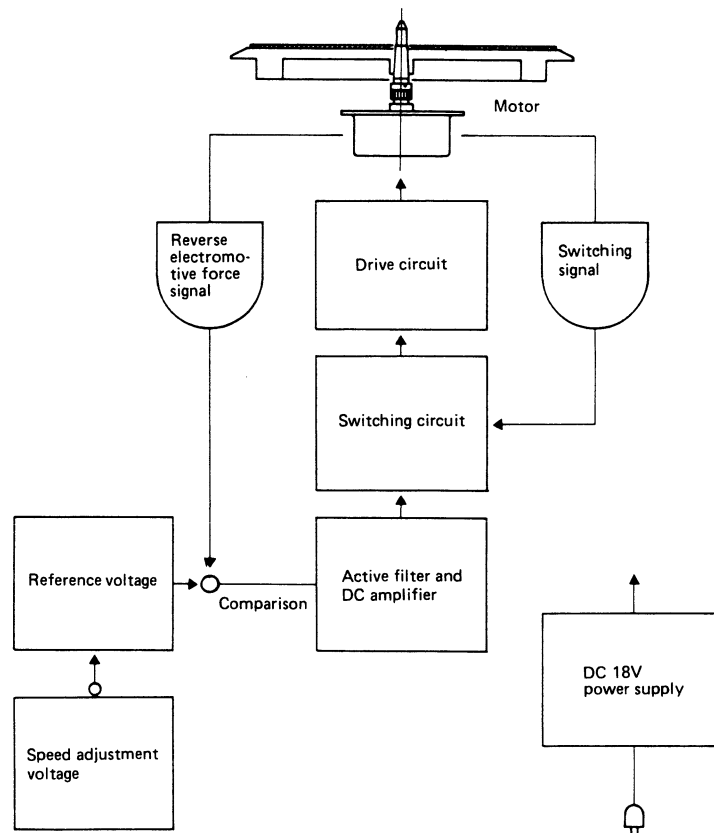 Motor
Reverse
electromo-
tive force
signal
Drive circuit
Switching
signal
Switching circuit
Reference voltage
Comparison
Active filter and
DC amplifier
DC 18V
power supply
Speed adjustment
voltage